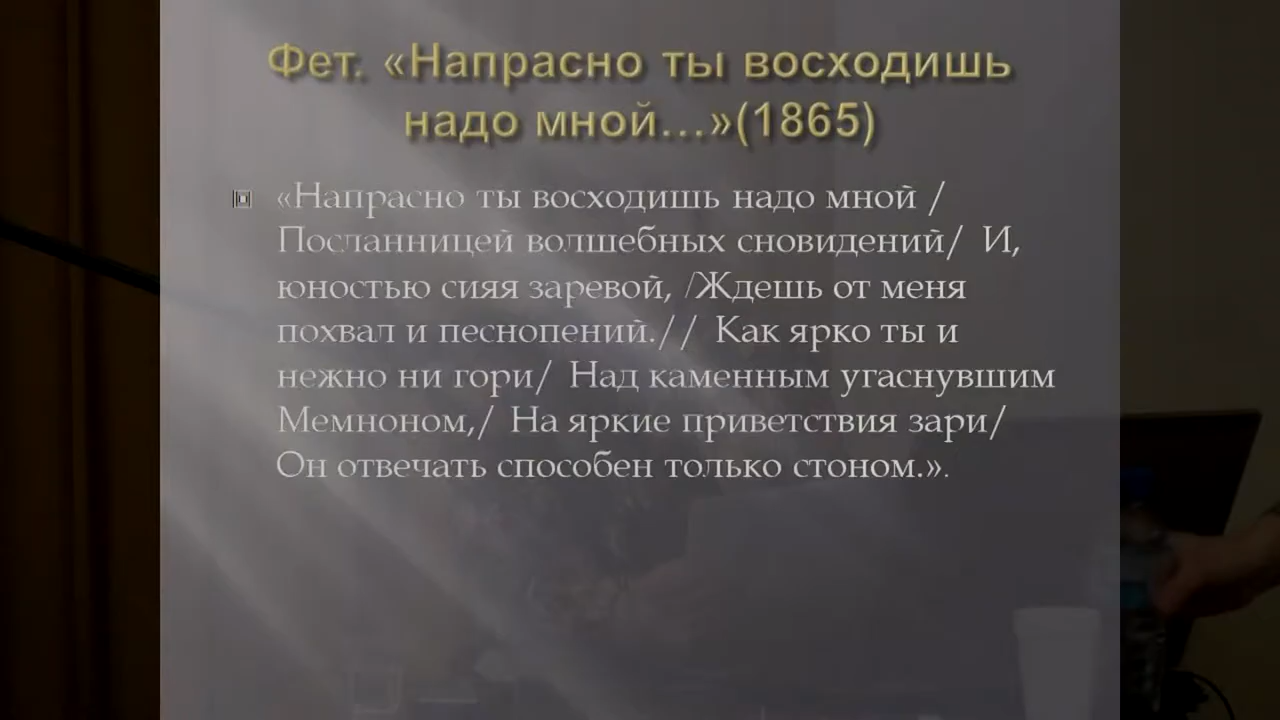 Фет. «Напрасно ты восходишь
надо мной…»(1865)
«Напрасно ты восходишь надо мной /
Посланницей волшебных сновидений/ И,
юностью сияя заревой, /Ждешь от меня
похвал и песнопений.// Как ярко ты и
нежно ни гори/ Над каменным угаснувшим
Мемноном,/ На яркие приветствия зари/
Он отвечать способен только стоном.».